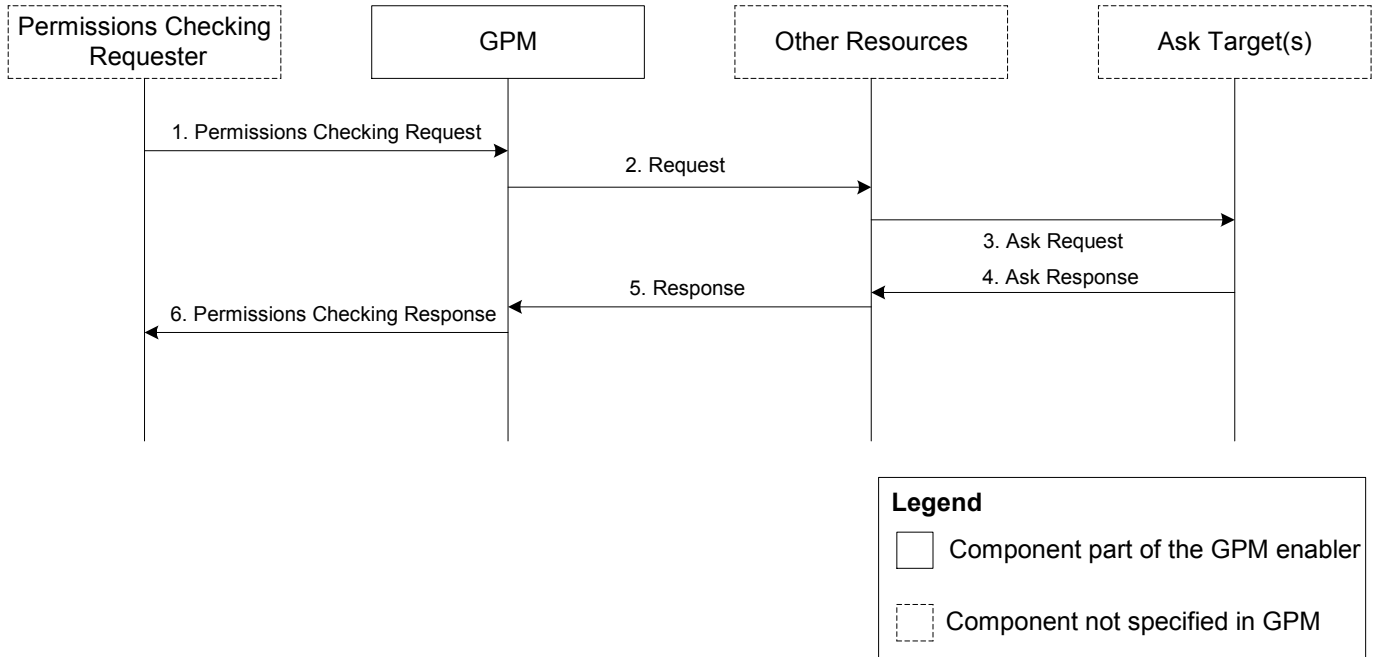 Permissions Checking
Requester
GPM
Other Resources
Ask Target(s)
1. Permissions Checking Request
2. Request
3. Ask Request
4. Ask Response
5. Response
6. Permissions Checking Response
Legend
Component part of the GPM enabler
Component not specified in GPM